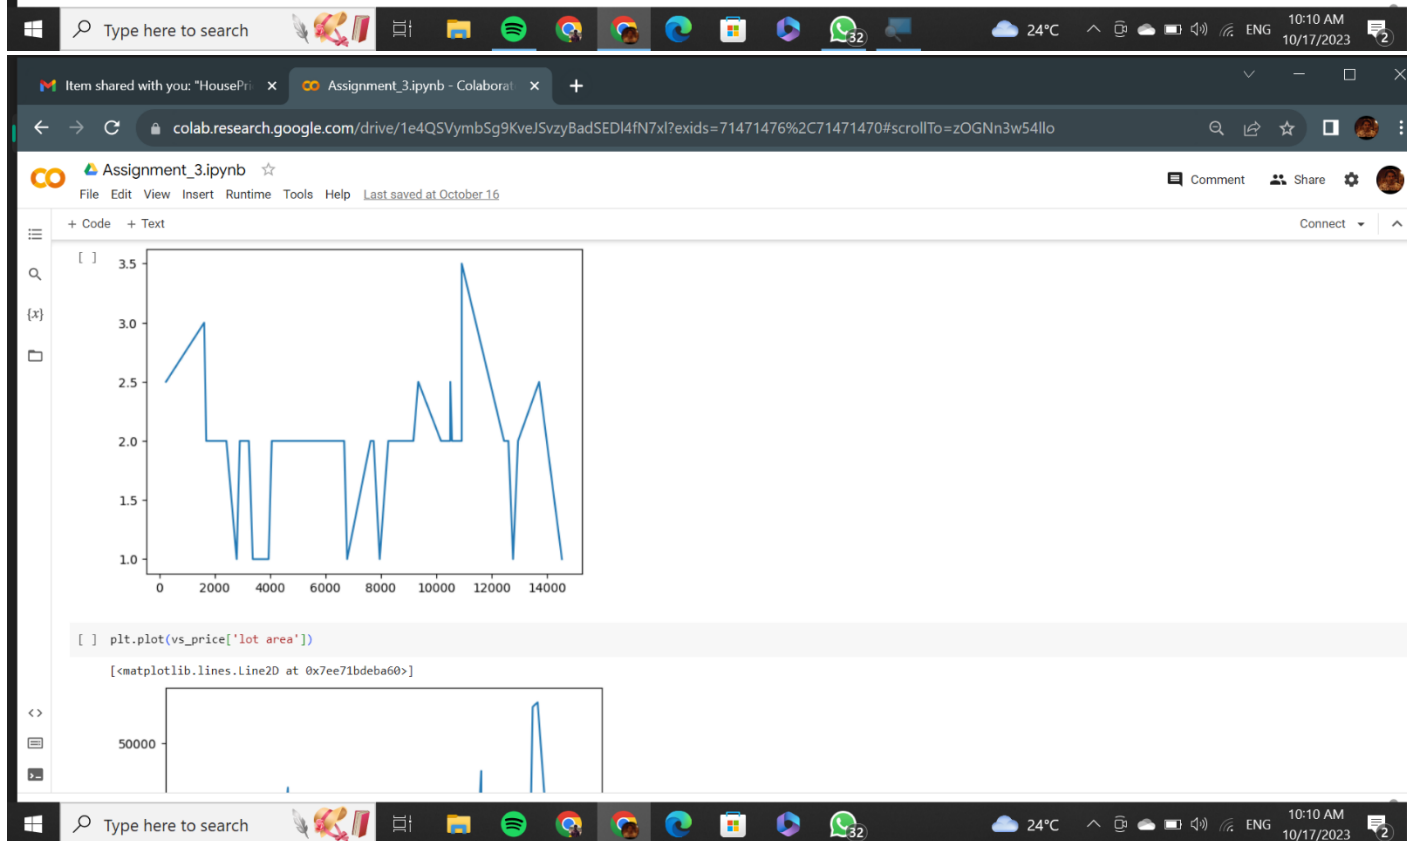 Type here to search
32
24°C
ENG
10:10 AM
10/17/2023
2
Item shared with you: "HousePri
Assignment_3.ipynb - Colaborat
colab.research.google.com/drive/1e4QSVymbSg9KveJSvzyBadSEDl4fN7xl?exids=71471476%2C71471470#scrollTo=zOGNn3w54llo
CO
Assignment_3.ipynb
File Edit View Insert Runtime Tools Help Last saved at October 16
Comment
Share
+ Code + Text
Connect
{x}
[ ]
3.5
3.0
2.5
2.0
1.5
1.0
0 2000 4000 6000 8000 10000 12000 14000
[ ] plt.plot(vs_price['lot area'])
[<matplotlib.lines.Line2D at 0x7ee71bdeba60>]
50000
Type here to search
32
24°C
ENG
10:10 AM
10/17/2023
2